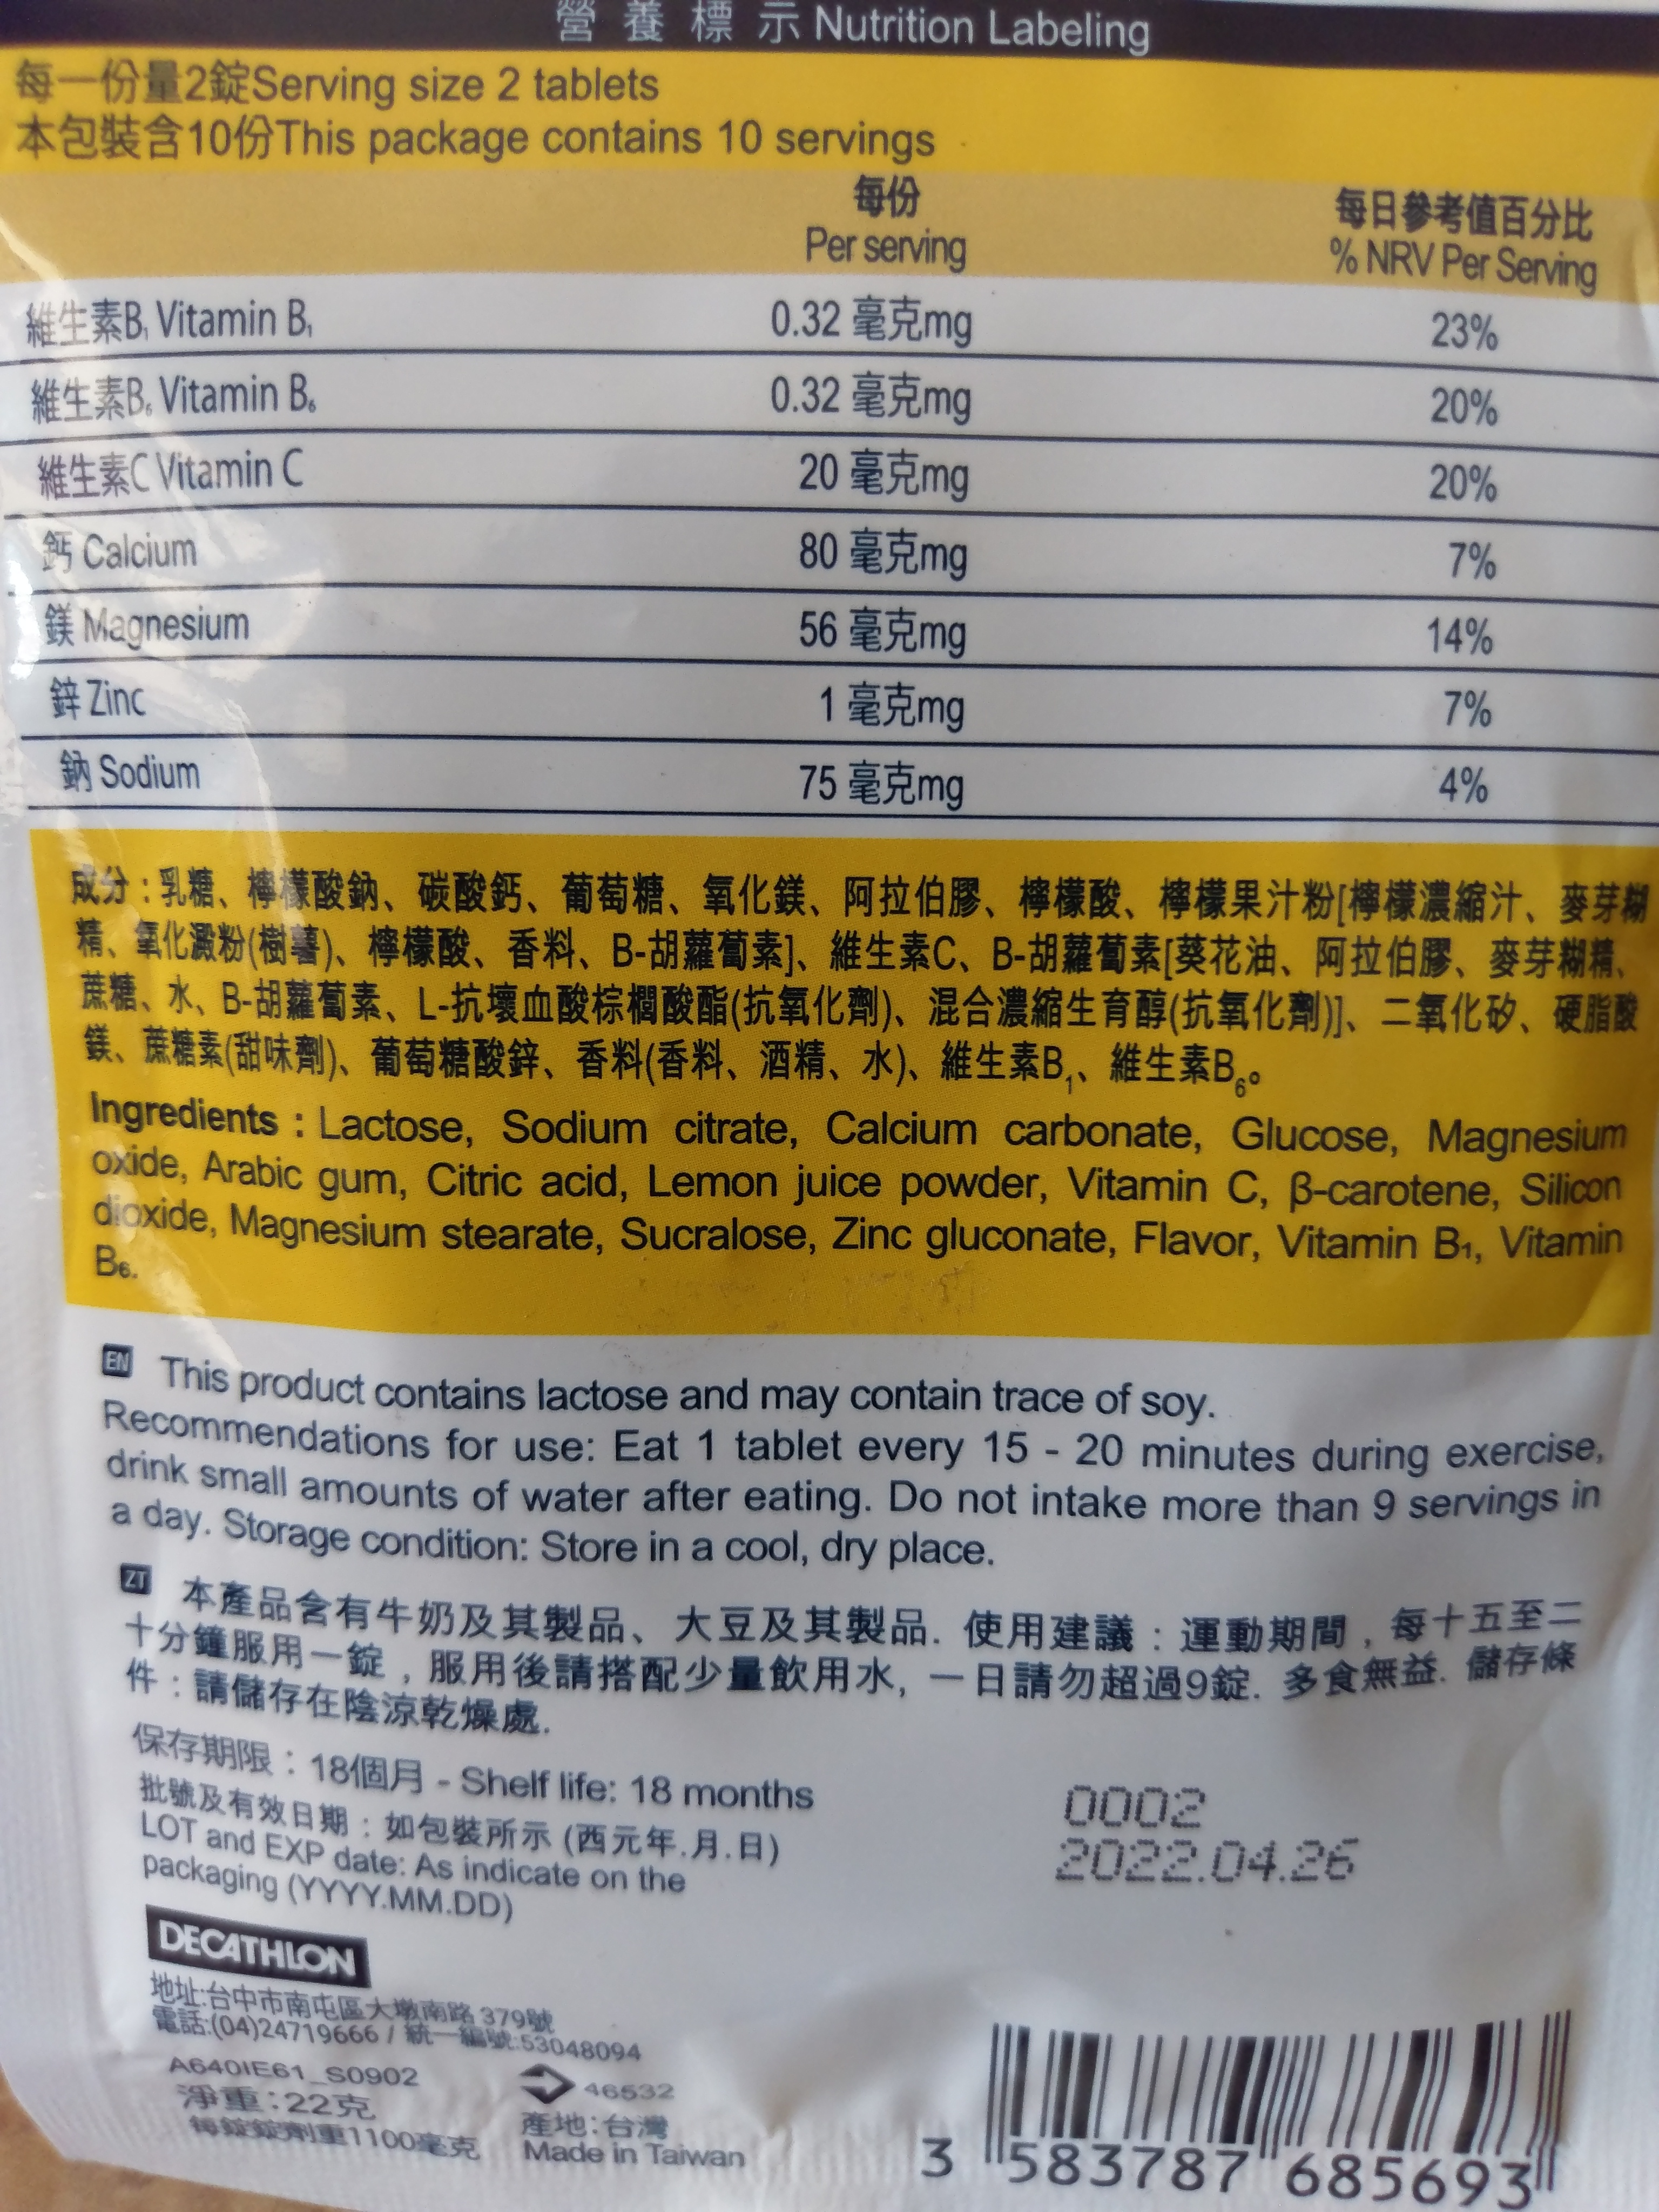 營養標示 Nutrition Labeling
每一份量2錠Serving size 2 tablets
本包裝含10份This package contains 10 servings
每份 每日參考值百分比
Per serving % NRV Per Serving
維生素B₁ Vitamin B₁ 0.32 毫克mg 23%
維生素B₆ Vitamin B₆ 0.32 毫克mg 20%
維生素C Vitamin C 20 毫克mg 20%
鈣 Calcium 80 毫克mg 7%
鎂 Magnesium 56 毫克mg 14%
鋅 Zinc 1 毫克mg 7%
鈉 Sodium 75 毫克mg 4%
成分：乳糖、檸檬酸鈉、碳酸鈣、葡萄糖、氧化鎂、阿拉伯膠、檸檬酸、檸檬果汁粉[檸檬濃縮汁、麥芽糊
精、氧化澱粉(樹薯)、檸檬酸、香料、B-胡蘿蔔素]、維生素C、B-胡蘿蔔素[葵花油、阿拉伯膠、麥芽糊精、
蔗糖、水、B-胡蘿蔔素、L-抗壞血酸棕櫚酸酯(抗氧化劑)、混合濃縮生育醇(抗氧化劑)]、二氧化矽、硬脂酸
鎂、蔗糖素(甜味劑)、葡萄糖酸鋅、香料(香料、酒精、水)、維生素B₁、維生素B₆。
Ingredients : Lactose, Sodium citrate, Calcium carbonate, Glucose, Magnesium
oxide, Arabic gum, Citric acid, Lemon juice powder, Vitamin C, β-carotene, Silicon
dioxide, Magnesium stearate, Sucralose, Zinc gluconate, Flavor, Vitamin B₁, Vitamin
B₆.
EN This product contains lactose and may contain trace of soy.
Recommendations for use: Eat 1 tablet every 15 - 20 minutes during exercise,
drink small amounts of water after eating. Do not intake more than 9 servings in
a day. Storage condition: Store in a cool, dry place.
ZT 本產品含有牛奶及其製品、大豆及其製品. 使用建議：運動期間，每十五至二
十分鐘服用一錠，服用後請搭配少量飲用水, 一日請勿超過9錠. 多食無益. 儲存條
件：請儲存在陰涼乾燥處.
保存期限：18個月 - Shelf life: 18 months
批號及有效日期：如包裝所示 (西元年.月.日)
LOT and EXP date: As indicate on the
packaging (YYYY.MM.DD)
0002
2022.04.26
DECATHLON
地址:台中市南屯區大墩南路 379號
電話:(04)24719666 / 統一編號:53048094
A640IE61_S0902
46532
淨重:22克
產地:台灣
每錠錠劑重1100毫克
Made in Taiwan
3 583787 685693